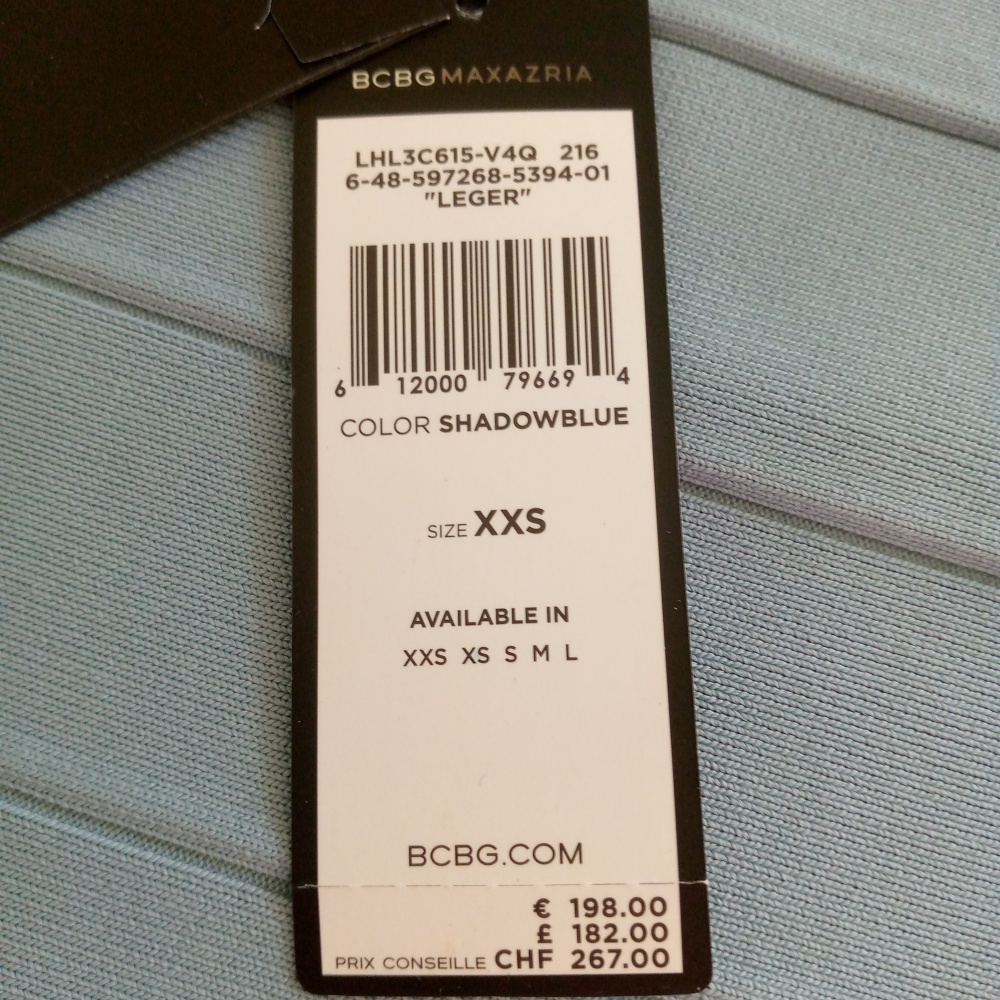 BCBGMAXAZRIA
LHL3C615-V4Q 216
6-48-597268-5394-01
"LEGER"
6 12000 79669 4
COLOR SHADOWBLUE
SIZE XXS
AVAILABLE IN
XXS XS S M L
BCBG.COM
€ 198.00
£ 182.00
PRIX CONSEILLE CHF 267.00